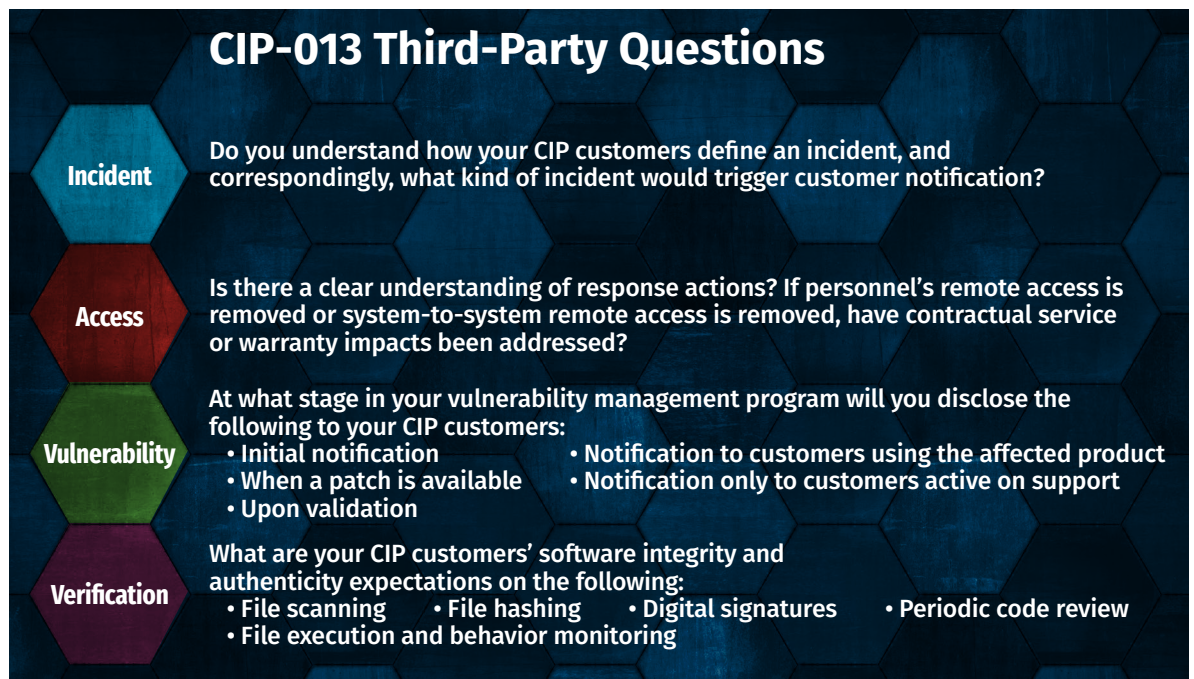 CIP-013 Third-Party Questions
Incident
Do you understand how your CIP customers define an incident, and
correspondingly, what kind of incident would trigger customer notification?
Access
Is there a clear understanding of response actions? If personnel’s remote access is
removed or system-to-system remote access is removed, have contractual service
or warranty impacts been addressed?
Vulnerability
At what stage in your vulnerability management program will you disclose the
following to your CIP customers:
• Initial notification
• When a patch is available
• Upon validation
• Notification to customers using the affected product
• Notification only to customers active on support
Verification
What are your CIP customers’ software integrity and
authenticity expectations on the following:
• File scanning • File hashing • Digital signatures • Periodic code review
• File execution and behavior monitoring